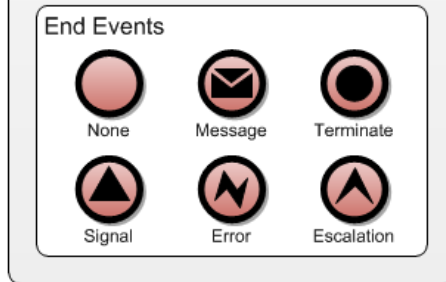 End Events
None
Message
Terminate
Signal
Error
Escalation